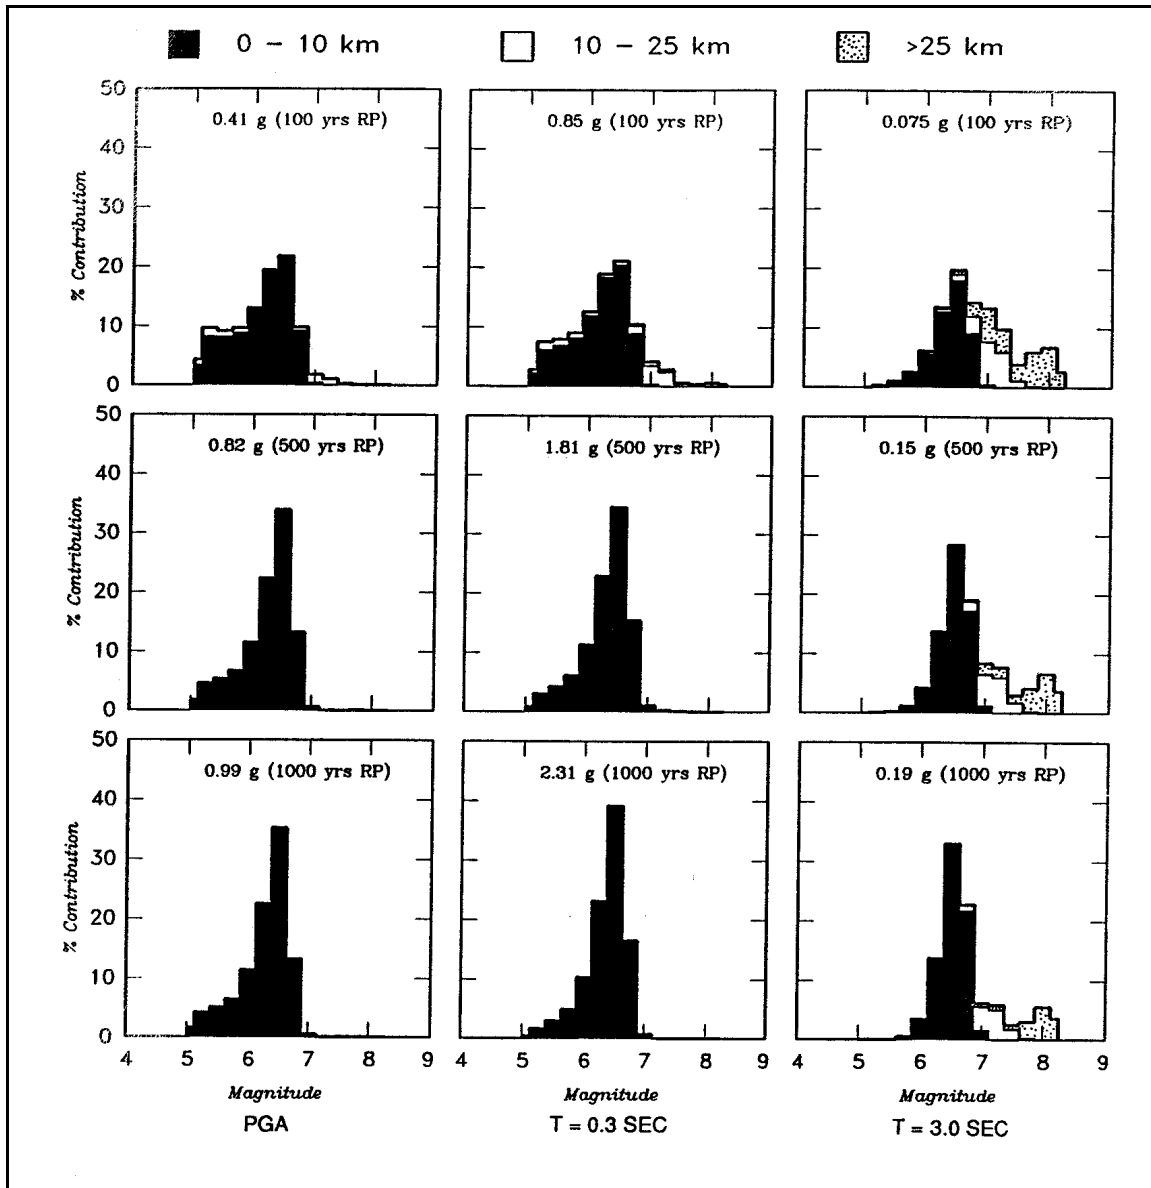 0 – 10 km
10 – 25 km
>25 km
50
40
30
20
10
0
% Contribution
0.41 g (100 yrs RP)
0.85 g (100 yrs RP)
0.075 g (100 yrs RP)
50
40
30
20
10
0
% Contribution
0.82 g (500 yrs RP)
1.81 g (500 yrs RP)
0.15 g (500 yrs RP)
50
40
30
20
10
0
% Contribution
0.99 g (1000 yrs RP)
2.31 g (1000 yrs RP)
0.19 g (1000 yrs RP)
4 5 6 7 8 9
4 5 6 7 8 9
4 5 6 7 8 9
Magnitude
Magnitude
Magnitude
PGA
T = 0.3 SEC
T = 3.0 SEC